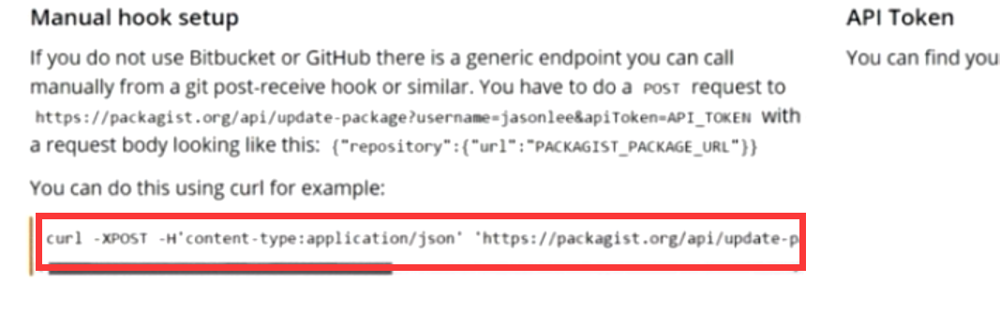 Manual hook setup
If you do not use Bitbucket or GitHub there is a generic endpoint you can call
manually from a git post-receive hook or similar. You have to do a POST request to
https://packagist.org/api/update-package?username=jasonlee&apiToken=API_TOKEN with
a request body looking like this: {"repository":{"url":"PACKAGIST_PACKAGE_URL"}}
You can do this using curl for example:
curl -XPOST -H'content-type:application/json' 'https://packagist.org/api/update-p
API Token
You can find you